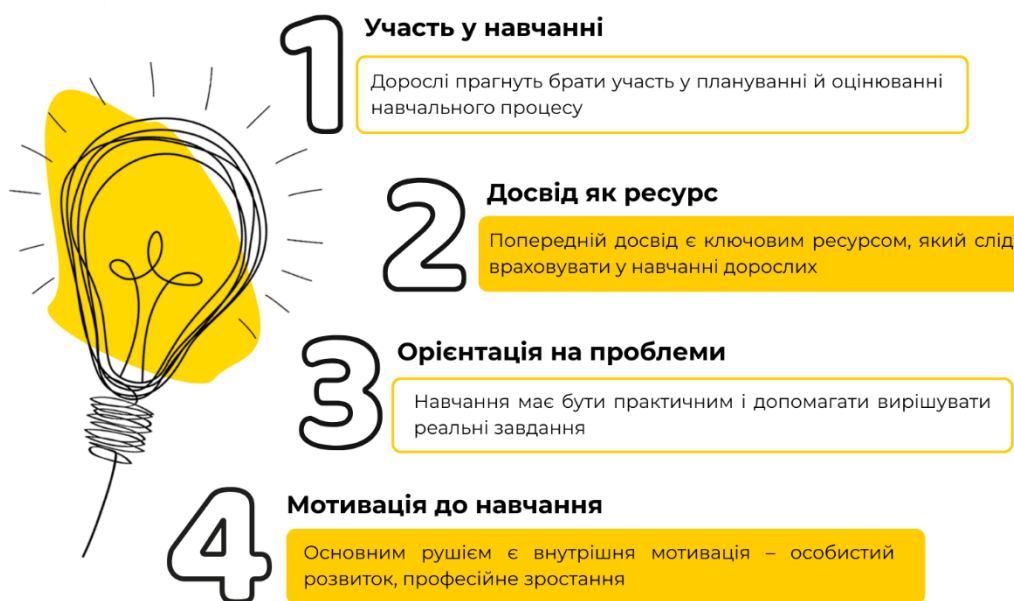 1
Участь у навчанні
Дорослі прагнуть брати участь у плануванні й оцінюванні
навчального процесу
2
Досвід як ресурс
Попередній досвід є ключовим ресурсом, який слід
враховувати у навчанні дорослих
3
Орієнтація на проблеми
Навчання має бути практичним і допомагати вирішувати
реальні завдання
4
Мотивація до навчання
Основним рушієм є внутрішня мотивація – особистий
розвиток, професійне зростання